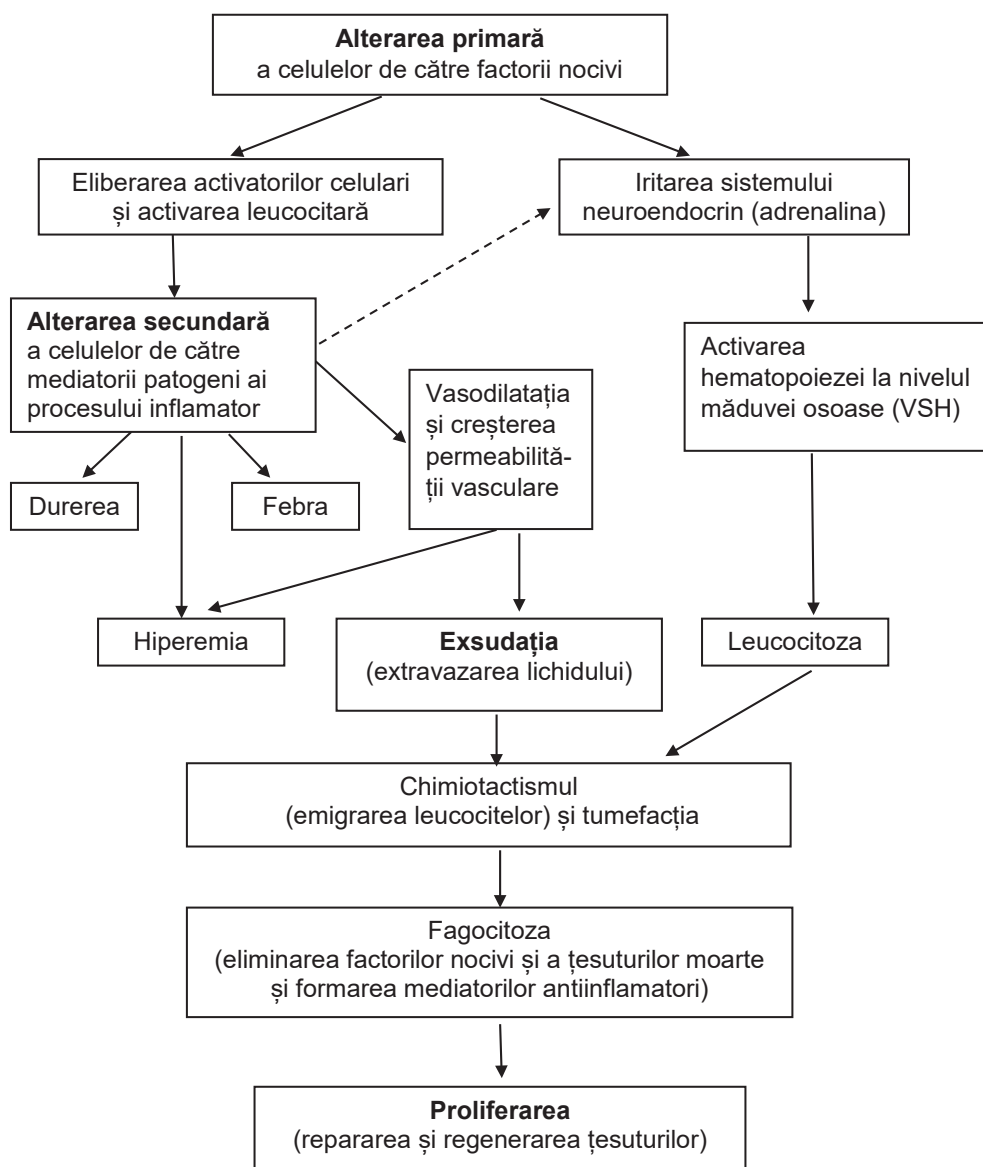 Alterarea primară
a celulelor de către factorii nocivi
Eliberarea activatorilor celulari
și activarea leucocitară
Iritarea sistemului
neuroendocrin (adrenalina)
Alterarea secundară
a celulelor de către
mediatorii patogeni ai
procesului inflamator
Vasodilatația
și creșterea
permeabilită-
ții vasculare
Activarea
hematopoiezei la nivelul
măduvei osoase (VSH)
Durerea
Febra
Hiperemia
Exsudația
(extravazarea lichidului)
Leucocitoza
Chimiotactismul
(emigrarea leucocitelor) și tumefacția
Fagocitoza
(eliminarea factorilor nocivi și a țesuturilor moarte
și formarea mediatorilor antiinflamatori)
Proliferarea
(repararea și regenerarea țesuturilor)